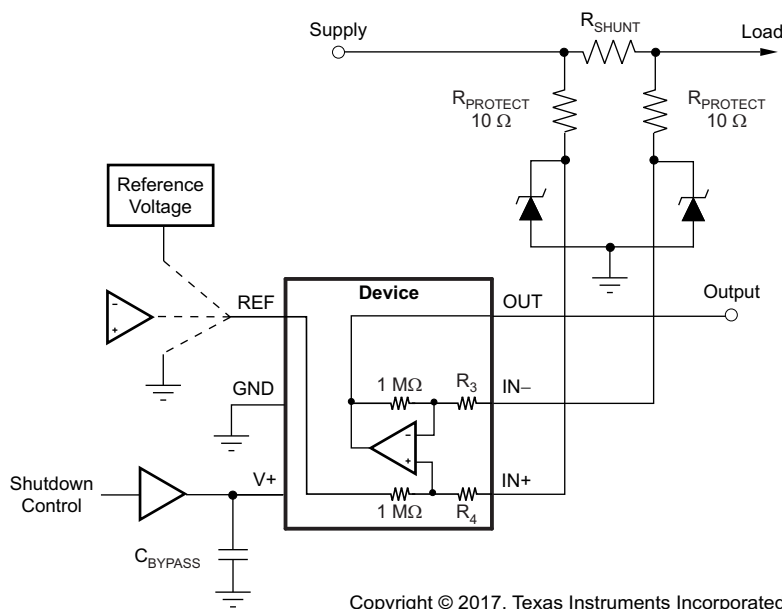 R_SHUNT
Supply
Load
R_PROTECT
10 Ω
R_PROTECT
10 Ω
Reference
Voltage
Device
REF
OUT
Output
-
+
1 MΩ
R_3
IN–
GND
-
+
Shutdown
Control
V+
1 MΩ
R_4
IN+
C_BYPASS
Copyright © 2017, Texas Instruments Incorporated